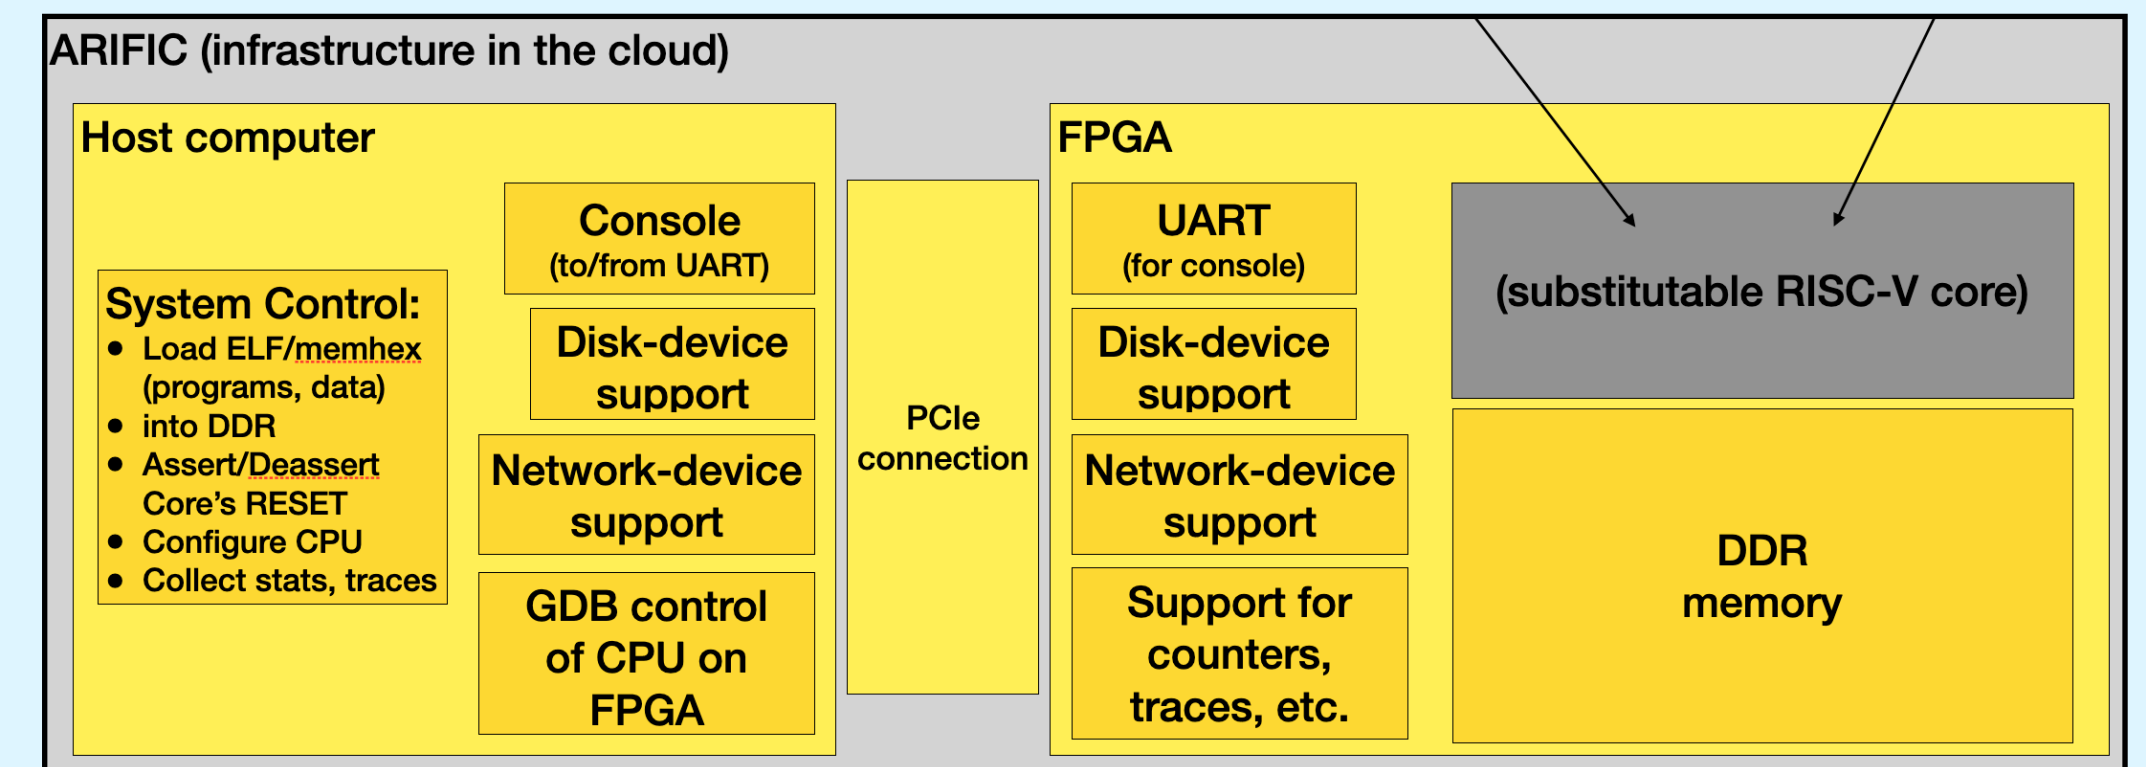 ARIFIC (infrastructure in the cloud)
Host computer
System Control:
• Load ELF/memhex
(programs, data)
• into DDR
• Assert/Deassert
Core’s RESET
• Configure CPU
• Collect stats, traces
Console
(to/from UART)
Disk-device
support
Network-device
support
GDB control
of CPU on
FPGA
PCIe
connection
FPGA
UART
(for console)
Disk-device
support
Network-device
support
Support for
counters,
traces, etc.
(substitutable RISC-V core)
DDR
memory